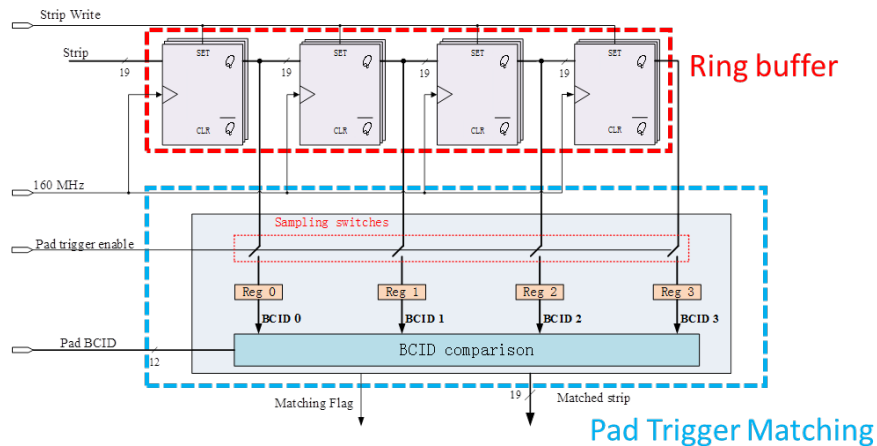 Strip Write
Strip
19
SET
Q
CLR
Q
19
SET
Q
CLR
Q
19
SET
Q
CLR
Q
19
SET
Q
CLR
Q
Ring buffer
160 MHz
Sampling switches
Pad trigger enable
Reg 0
Reg 1
Reg 2
Reg 3
BCID 0
BCID 1
BCID 2
BCID 3
Pad BCID
12
BCID comparison
Matching Flag
19
Matched strip
Pad Trigger Matching